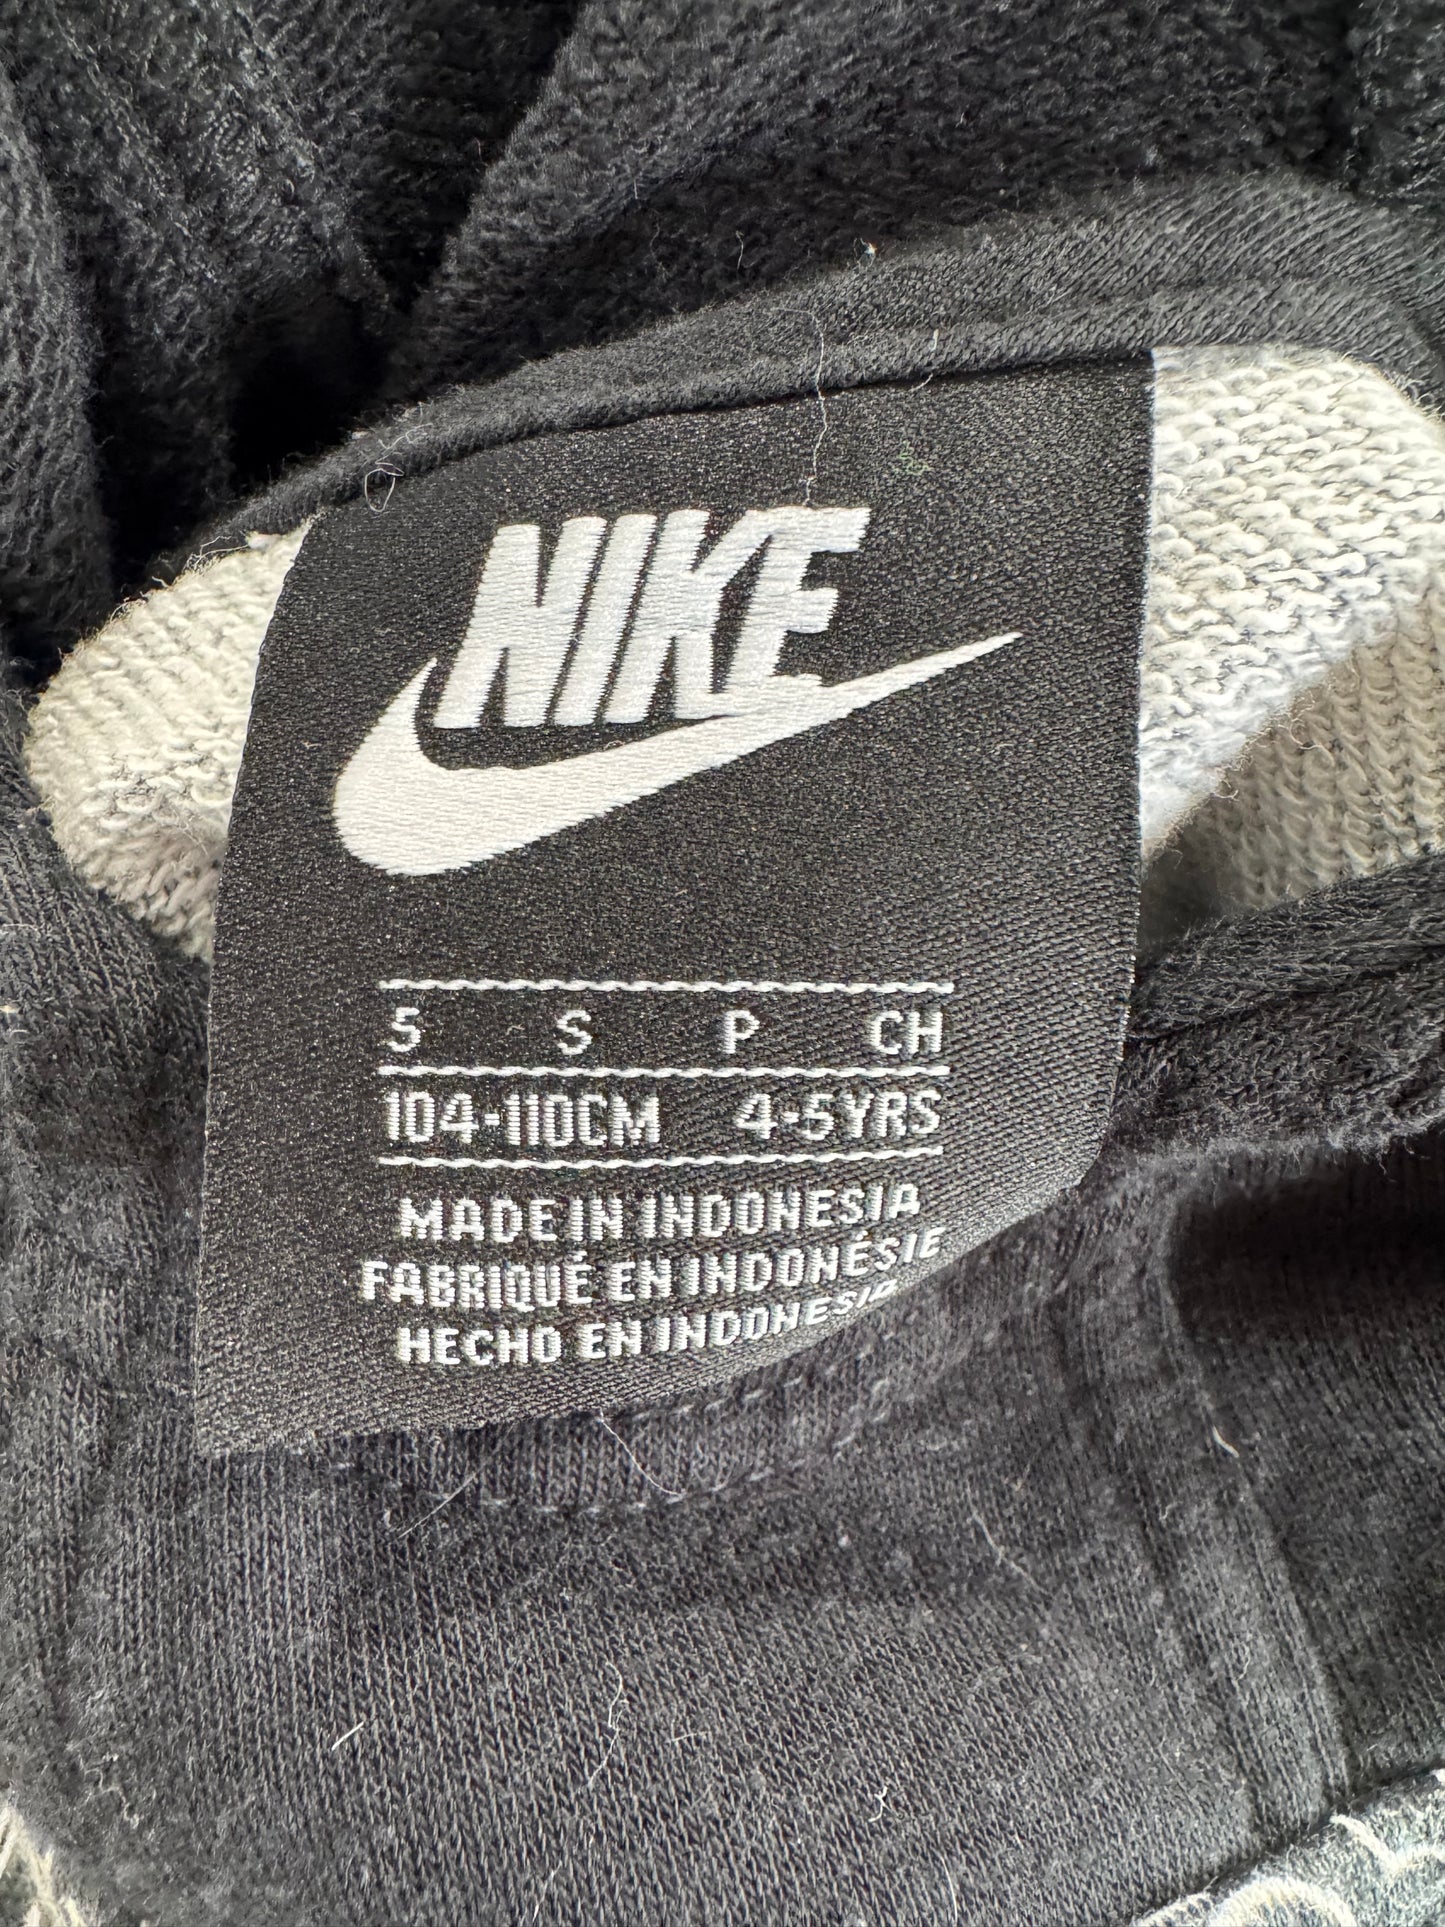 NIKE
5 S P CH
104-110CM 4-5YRS
MADE IN INDONESIA
FABRIQUÉ EN INDONÉSIE
HECHO EN INDONESIA